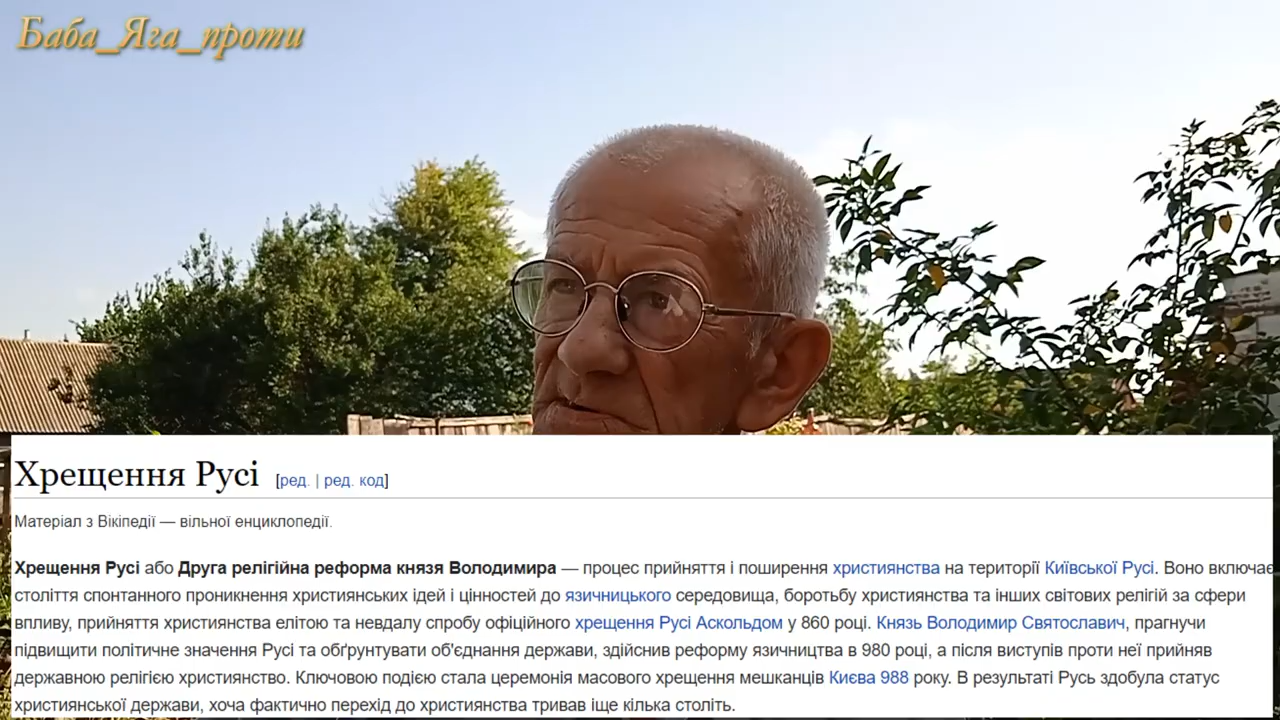 Баба_Яга_проти
Хрещення Русі [ред. | ред. код]
Матеріал з Вікіпедії — вільної енциклопедії.
Хрещення Русі або Друга релігійна реформа князя Володимира — процес прийняття і поширення християнства на території Київської Русі. Воно включає
століття спонтанного проникнення християнських ідей і цінностей до язичницького середовища, боротьбу християнства та інших світових релігій за сфери
впливу, прийняття християнства елітою та невдалу спробу офіційного хрещення Русі Аскольдом у 860 році. Князь Володимир Святославич, прагнучи
підвищити політичне значення Русі та обґрунтувати об'єднання держави, здійснив реформу язичництва в 980 році, а після виступів проти неї прийняв
державною релігією християнство. Ключовою подією стала церемонія масового хрещення мешканців Києва 988 року. В результаті Русь здобула статус
християнської держави, хоча фактично перехід до християнства тривав іще кілька століть.